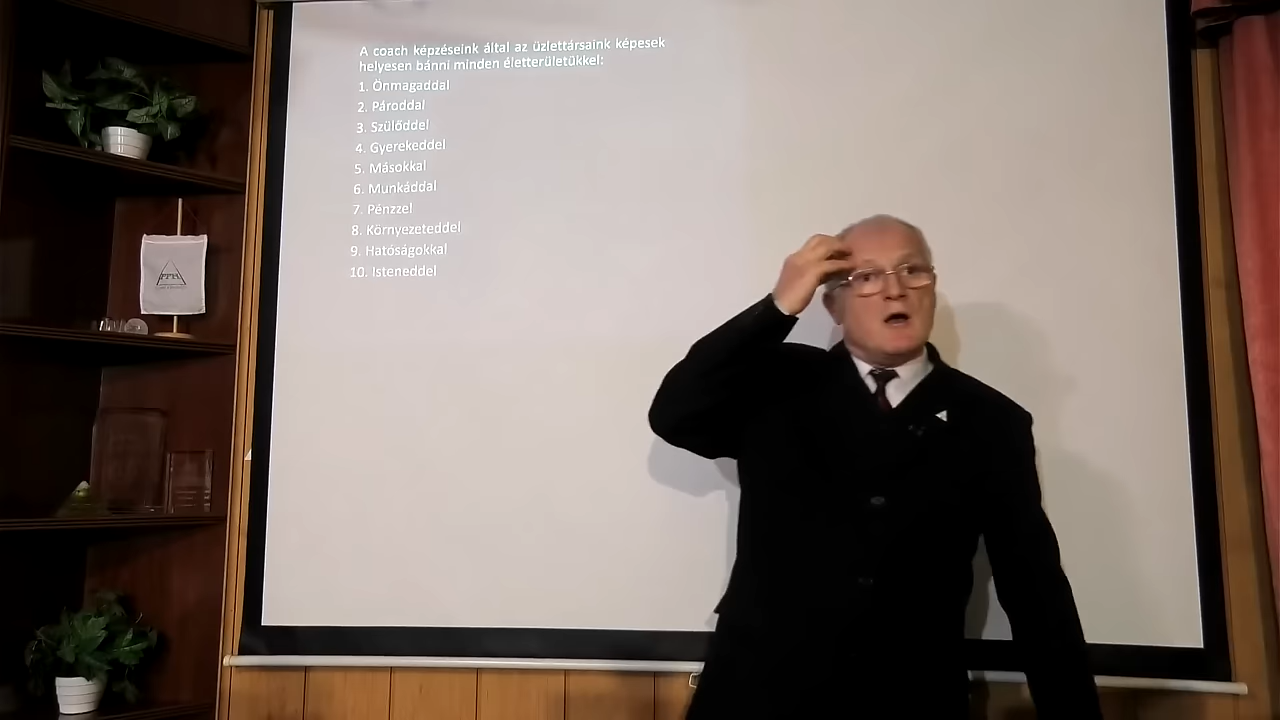 A coach képzéseink által az üzlettársaink képesek
helyesen bánni minden életterületükkel:
1. Önmagaddal
2. Pároddal
3. Szülőddel
4. Gyerekeddel
5. Másokkal
6. Munkáddal
7. Pénzzel
8. Környezeteddel
9. Hatóságokkal
10. Isteneddel